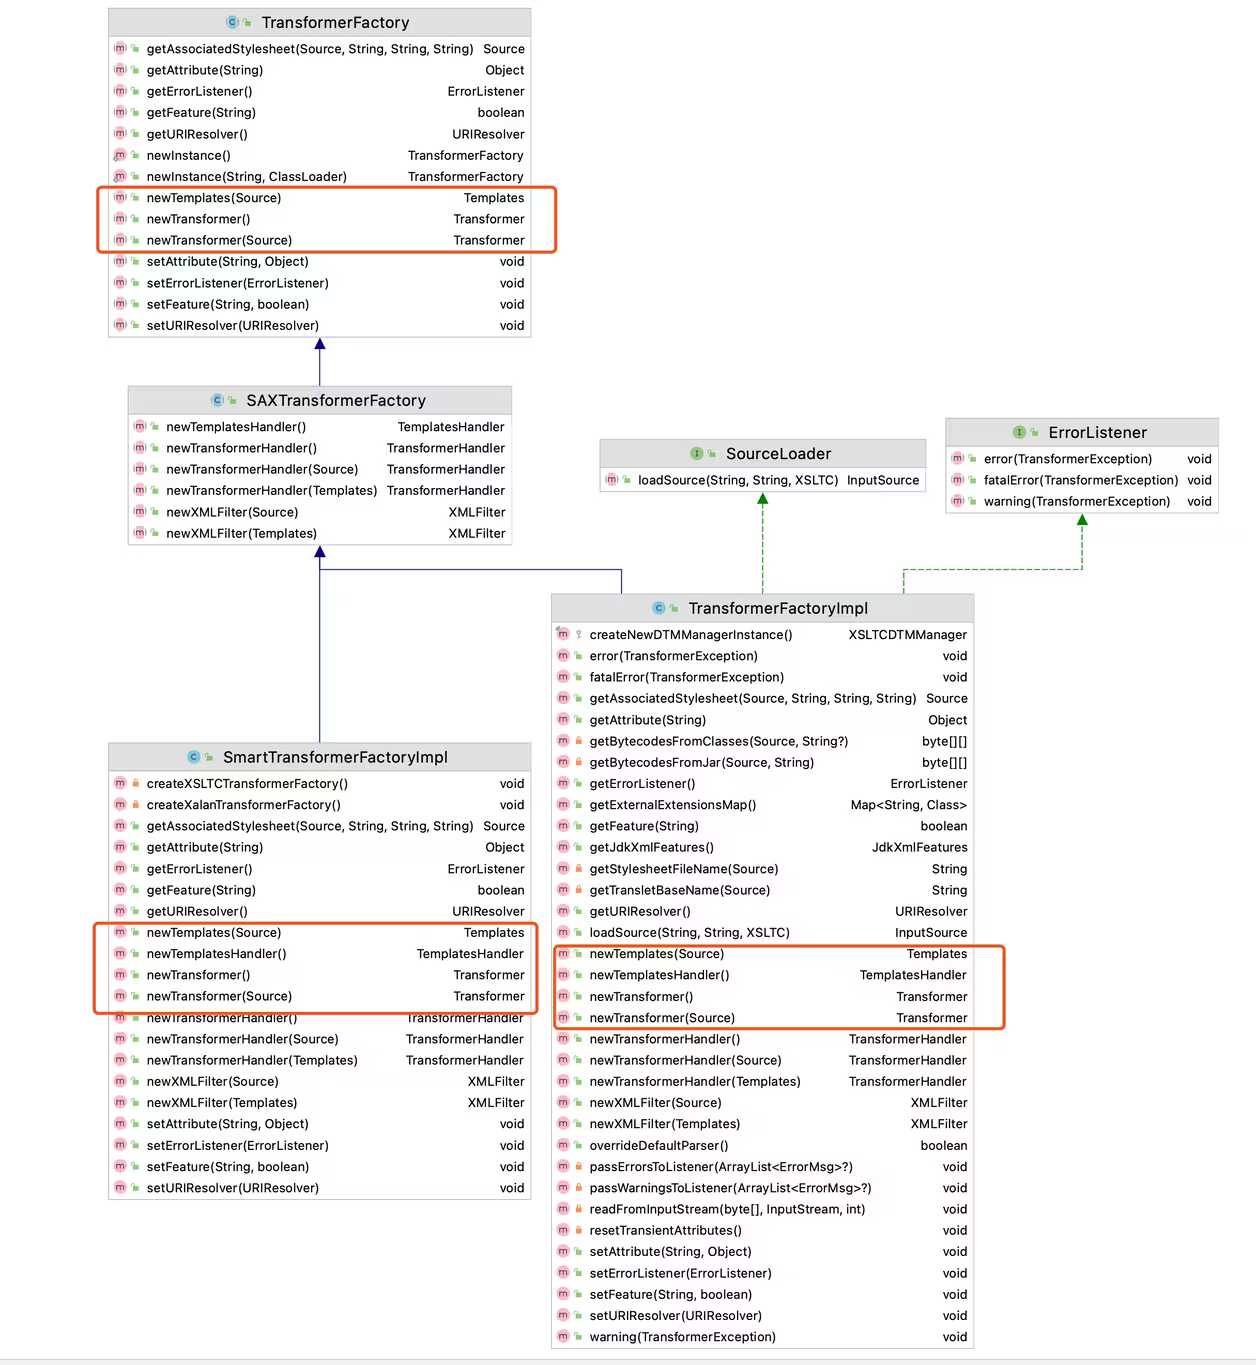 TransformerFactory
getAssociatedStylesheet(Source, String, String, String) Source
getAttribute(String) Object
getErrorListener() ErrorListener
getFeature(String) boolean
getURIResolver() URIResolver
newInstance() TransformerFactory
newInstance(String, ClassLoader) TransformerFactory
newTemplates(Source) Templates
newTransformer() Transformer
newTransformer(Source) Transformer
setAttribute(String, Object) void
setErrorListener(ErrorListener) void
setFeature(String, boolean) void
setURIResolver(URIResolver) void
SAXTransformerFactory
newTemplatesHandler() TemplatesHandler
newTransformerHandler() TransformerHandler
newTransformerHandler(Source) TransformerHandler
newTransformerHandler(Templates) TransformerHandler
newXMLFilter(Source) XMLFilter
newXMLFilter(Templates) XMLFilter
SourceLoader
loadSource(String, String, XSLTC) InputSource
ErrorListener
error(TransformerException) void
fatalError(TransformerException) void
warning(TransformerException) void
SmartTransformerFactoryImpl
createXSLTCTransformerFactory() void
createXalanTransformerFactory() void
getAssociatedStylesheet(Source, String, String, String) Source
getAttribute(String) Object
getErrorListener() ErrorListener
getFeature(String) boolean
getURIResolver() URIResolver
newTemplates(Source) Templates
newTemplatesHandler() TemplatesHandler
newTransformer() Transformer
newTransformer(Source) Transformer
newTransformerHandler() TransformerHandler
newTransformerHandler(Source) TransformerHandler
newTransformerHandler(Templates) TransformerHandler
newXMLFilter(Source) XMLFilter
newXMLFilter(Templates) XMLFilter
setAttribute(String, Object) void
setErrorListener(ErrorListener) void
setFeature(String, boolean) void
setURIResolver(URIResolver) void
TransformerFactoryImpl
createNewDTMManagerInstance() XSLTCDTMManager
error(TransformerException) void
fatalError(TransformerException) void
getAssociatedStylesheet(Source, String, String, String) Source
getAttribute(String) Object
getBytecodesFromClasses(Source, String?) byte[][]
getBytecodesFromJar(Source, String) byte[][]
getErrorListener() ErrorListener
getExternalExtensionsMap() Map<String, Class>
getFeature(String) boolean
getJdkXmlFeatures() JdkXmlFeatures
getStylesheetFileName(Source) String
getTransletBaseName(Source) String
getURIResolver() URIResolver
loadSource(String, String, XSLTC) InputSource
newTemplates(Source) Templates
newTemplatesHandler() TemplatesHandler
newTransformer() Transformer
newTransformer(Source) Transformer
newTransformerHandler() TransformerHandler
newTransformerHandler(Source) TransformerHandler
newTransformerHandler(Templates) TransformerHandler
newXMLFilter(Source) XMLFilter
newXMLFilter(Templates) XMLFilter
overrideDefaultParser() boolean
passErrorsToListener(ArrayList<ErrorMsg>?) void
passWarningsToListener(ArrayList<ErrorMsg>?) void
readFromInputStream(byte[], InputStream, int) void
resetTransientAttributes() void
setAttribute(String, Object) void
setErrorListener(ErrorListener) void
setFeature(String, boolean) void
setURIResolver(URIResolver) void
warning(TransformerException) void